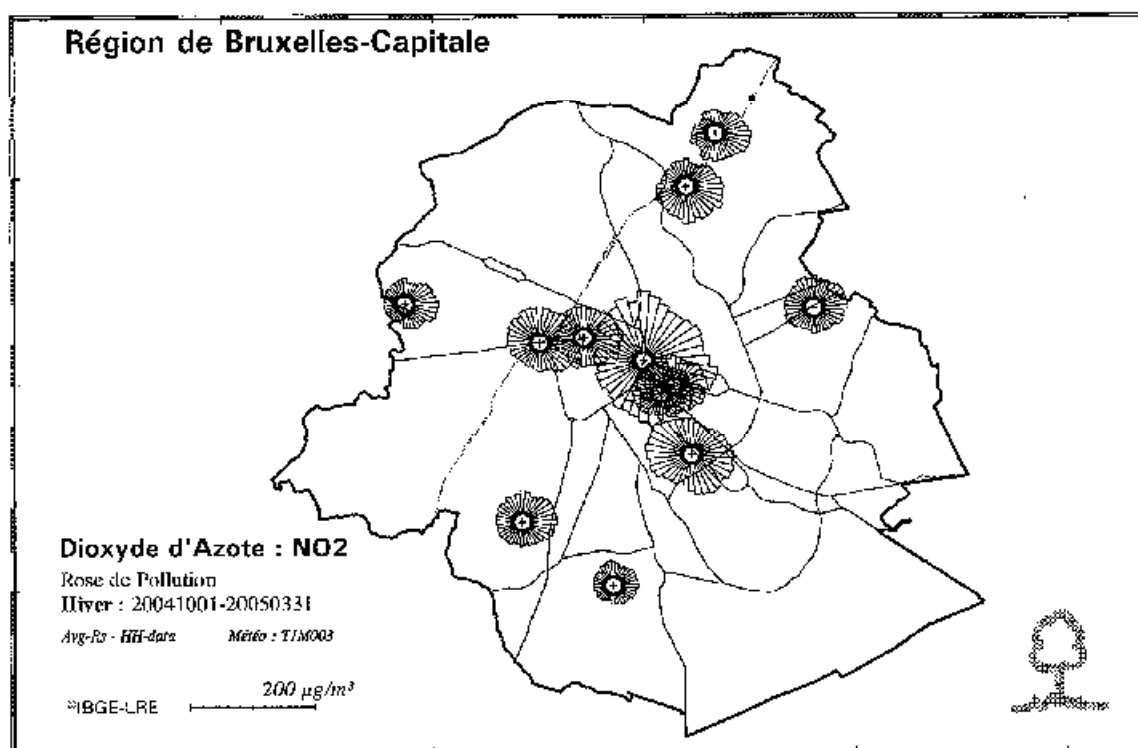 Région de Bruxelles-Capitale
Dioxyde d'Azote : NO2
Rose de Pollution
Hiver : 20041001-20050331
Avg-Rs - HH-data Météo : T1M003
IBGE-LRE 200 µg/m³